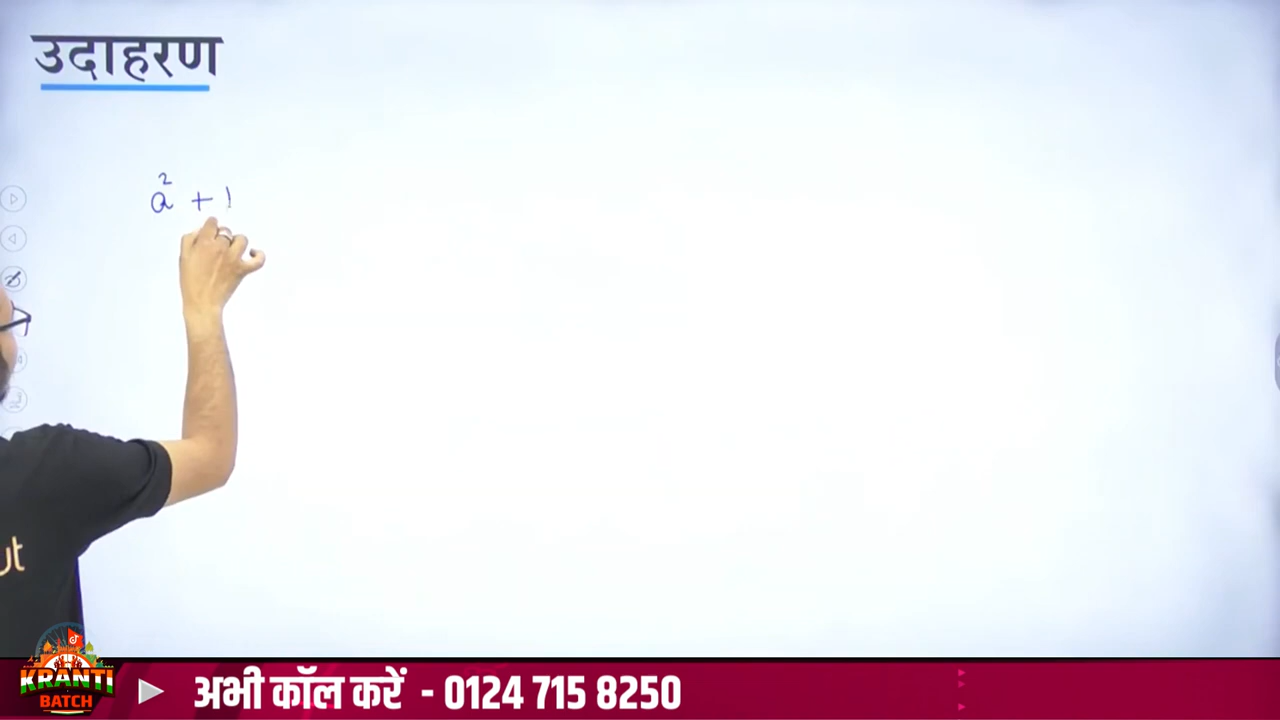 उदाहरण
a² + 1
ut
KRANTI
BATCH
अभी कॉल करें - 0124 715 8250